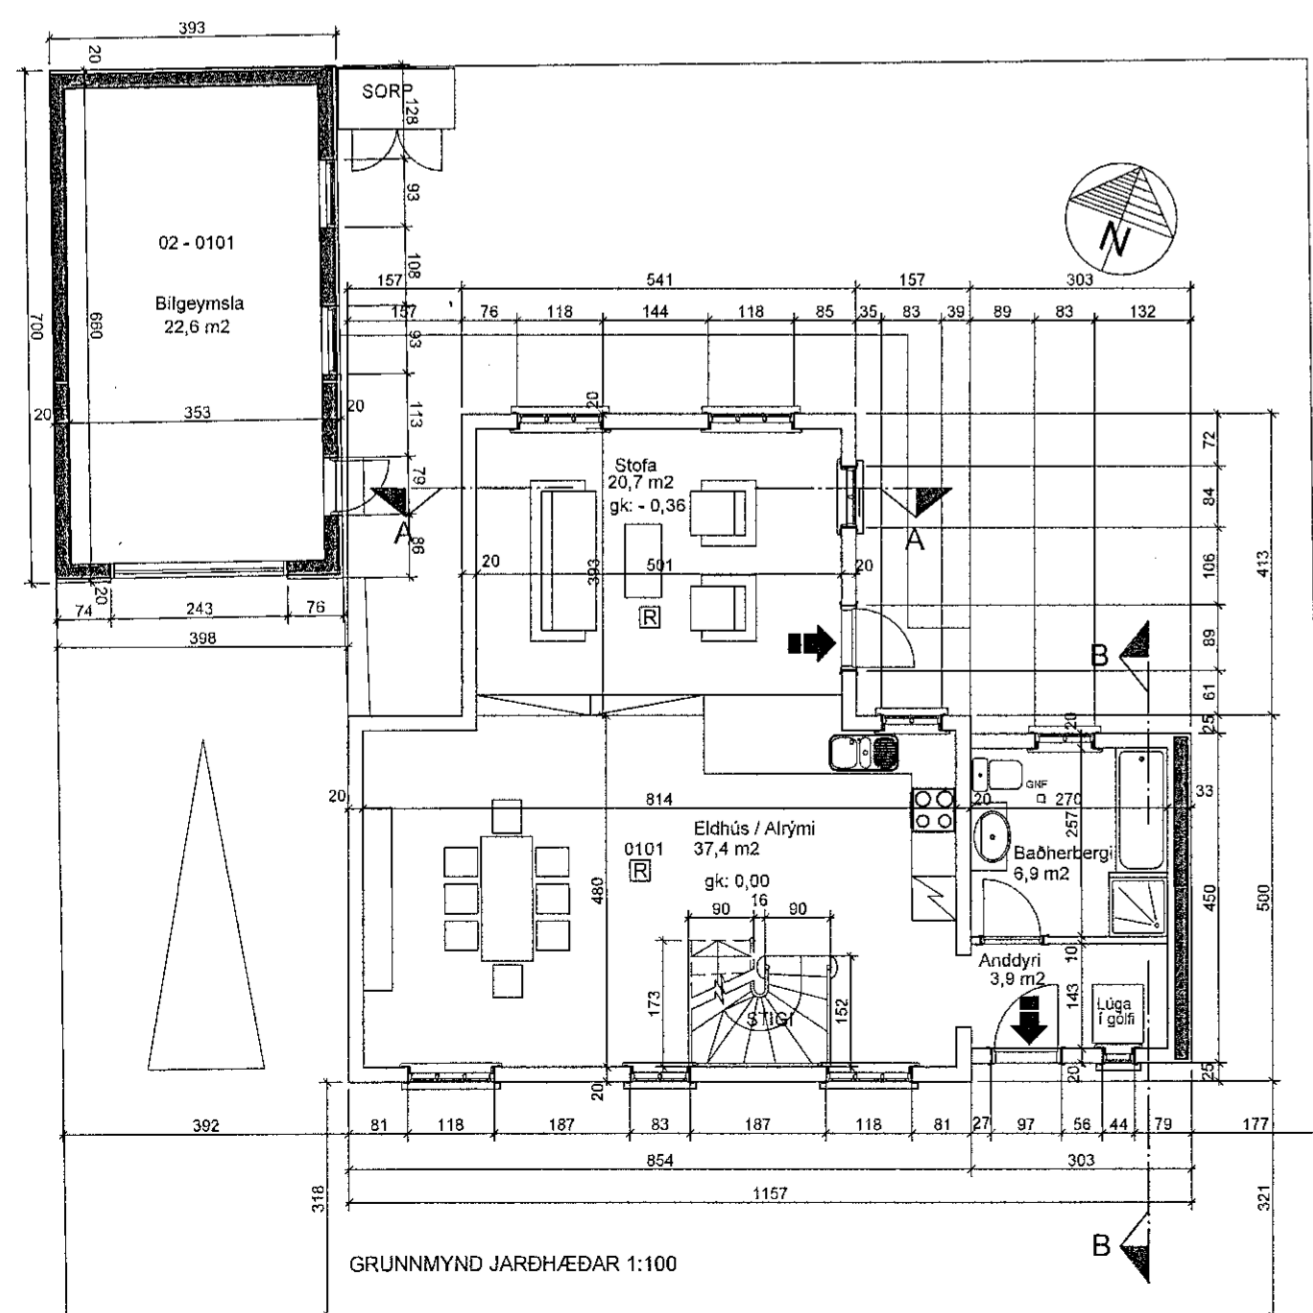 393
20
SORP
128
93
02 - 0101
108
N
157 541 157 303
Bílgeymsla
22,6 m2
157 76 118 144 118 85 35 83 39 89 83 132
700
660
93
20 353 20
113
20
72
Stofa
20,7 m2
79
gk: - 0,36
84
A
A
86
106
413
20 393 501 20
20
74 243 76
R
89
398
B
61
25
20
20 814 20 270 33
GNF
257
Eldhús / Alrými
37,4 m2
0101
R
Baðherbergi
6,9 m2
gk: 0,00
480
450
500
16
90 90
Anddyri
3,9 m2
10
173
152
143
Lúga
í gólfi
STIGI
20
20
25
392 81 118 187 83 187 118 81 27 97 56 44 79 177
854 303
1157
318
321
B
GRUNNMYND JARÐHÆÐAR 1:100